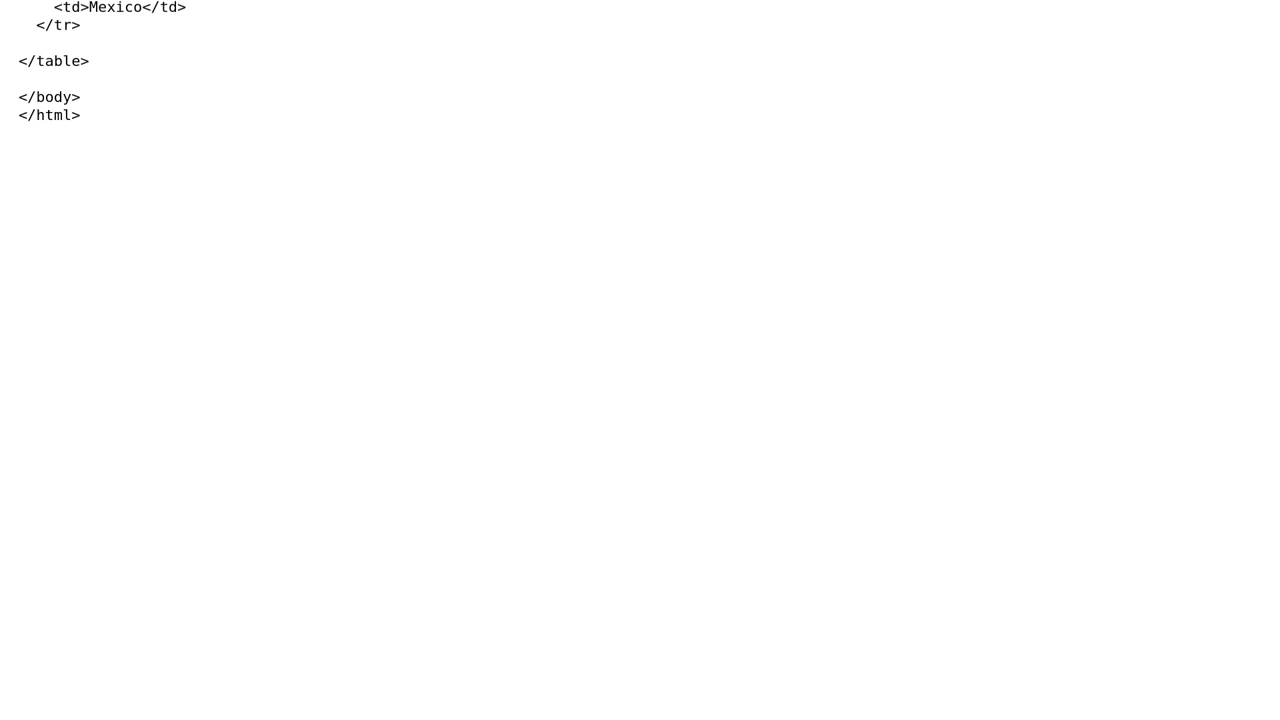 <td>Mexico</td>
  </tr>

</table>

</body>
</html>